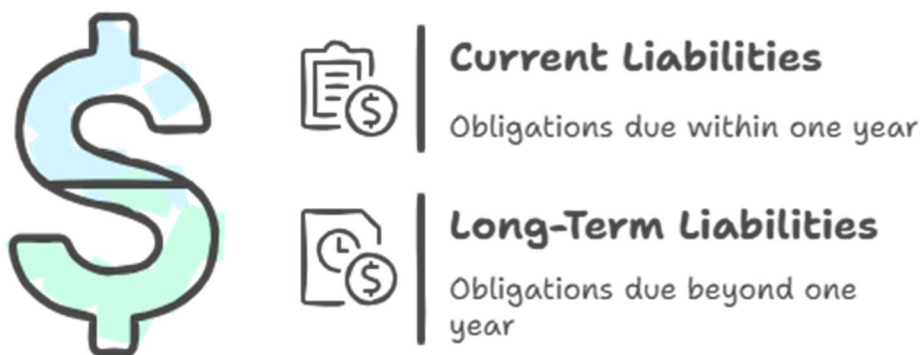 Current Liabilities
Obligations due within one year
Long-Term Liabilities
Obligations due beyond one
year